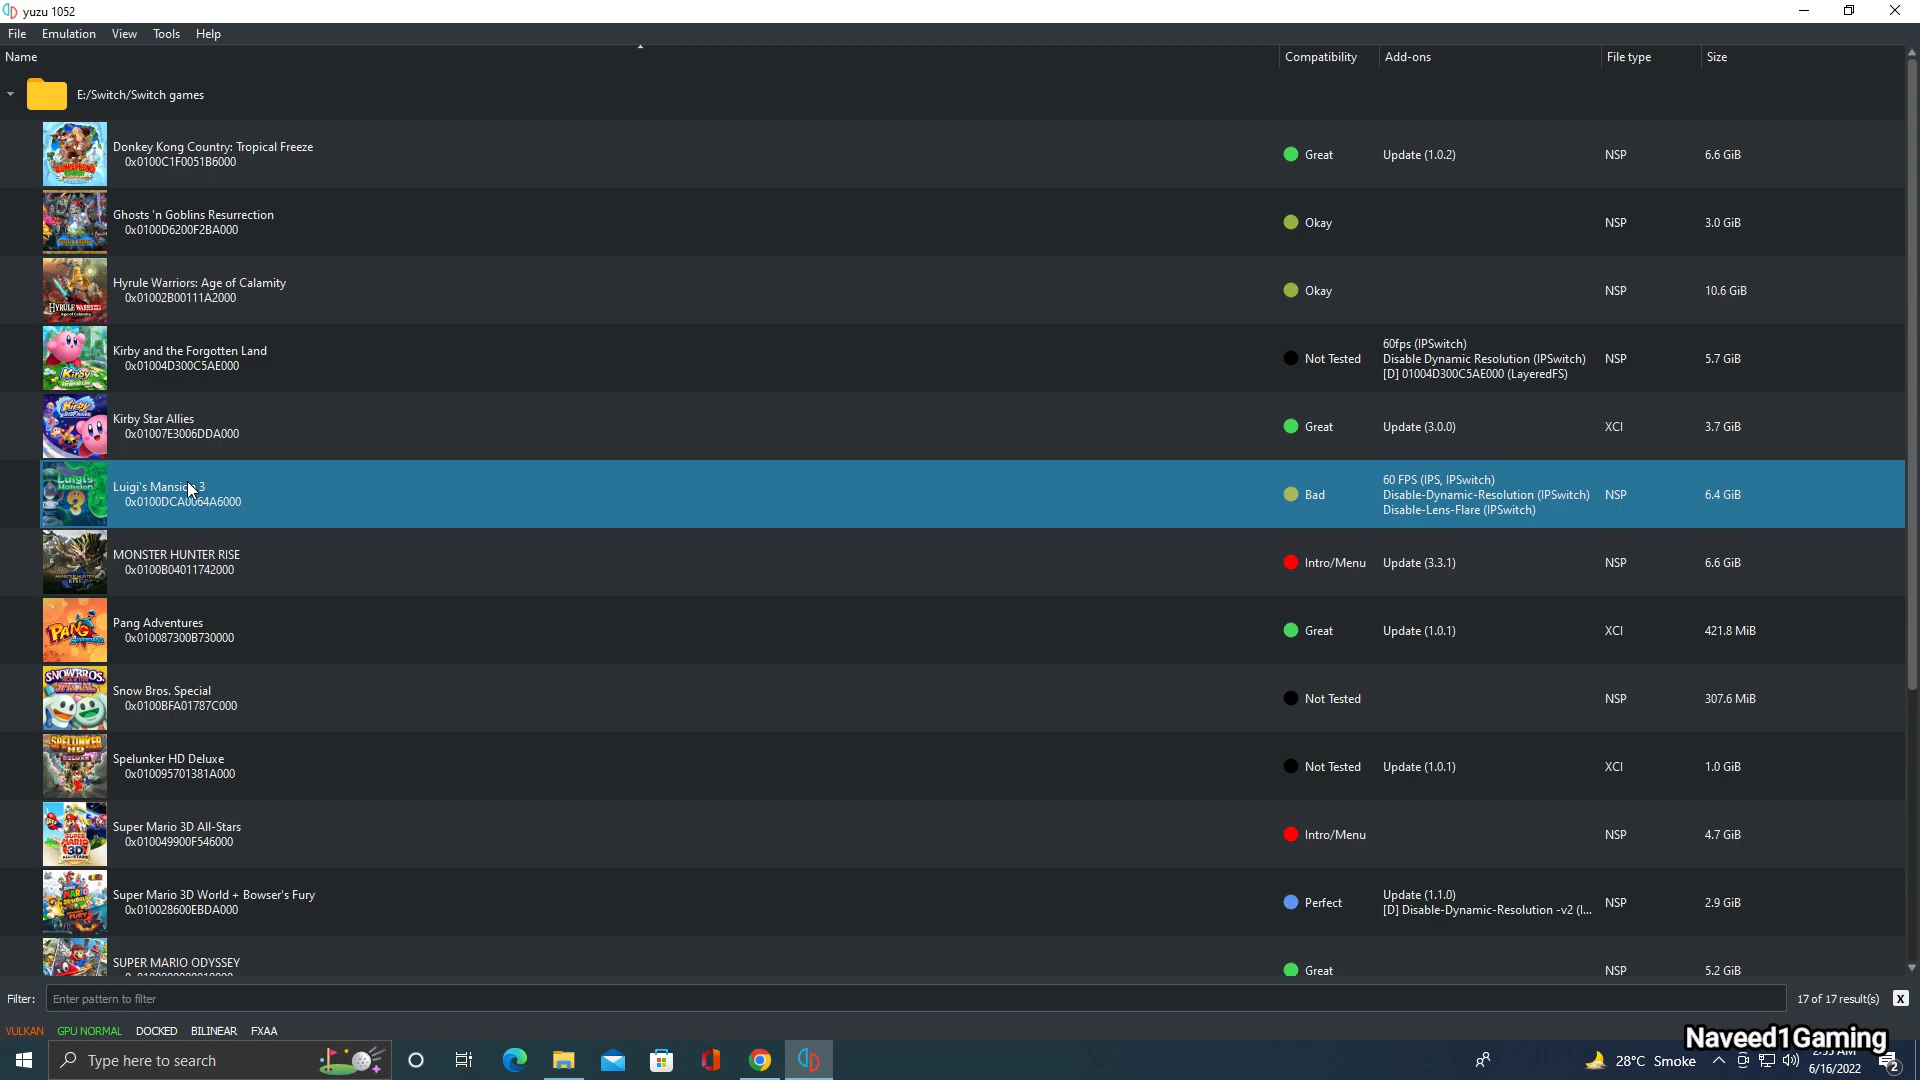 yuzu 1052
File Emulation View Tools Help
Name Compatibility Add-ons File type Size
E:/Switch/Switch games
Donkey Kong Country: Tropical Freeze
0x0100C1F0051B6000
Great Update (1.0.2) NSP 6.6 GiB
Ghosts 'n Goblins Resurrection
0x0100D6200F2BA000
Okay NSP 3.0 GiB
Hyrule Warriors: Age of Calamity
0x01002B00111A2000
Okay NSP 10.6 GiB
Kirby and the Forgotten Land
0x01004D300C5AE000
Not Tested
60fps (IPSwitch)
Disable Dynamic Resolution (IPSwitch)
[D] 01004D300C5AE000 (LayeredFS)
NSP 5.7 GiB
Kirby Star Allies
0x01007E3006DDA000
Great Update (3.0.0) XCI 3.7 GiB
Luigi's Mansion 3
0x0100DCA0064A6000
Bad
60 FPS (IPS, IPSwitch)
Disable-Dynamic-Resolution (IPSwitch)
Disable-Lens-Flare (IPSwitch)
NSP 6.4 GiB
MONSTER HUNTER RISE
0x0100B04011742000
Intro/Menu Update (3.3.1) NSP 6.6 GiB
Pang Adventures
0x010087300B730000
Great Update (1.0.1) XCI 421.8 MiB
Snow Bros. Special
0x0100BFA01787C000
Not Tested NSP 307.6 MiB
Spelunker HD Deluxe
0x010095701381A000
Not Tested Update (1.0.1) XCI 1.0 GiB
Super Mario 3D All-Stars
0x010049900F546000
Intro/Menu NSP 4.7 GiB
Super Mario 3D World + Bowser's Fury
0x010028600EBDA000
Perfect
Update (1.1.0)
[D] Disable-Dynamic-Resolution -v2 (I...
NSP 2.9 GiB
SUPER MARIO ODYSSEY
Great NSP 5.2 GiB
Filter: Enter pattern to filter 17 of 17 result(s) X
VULKAN GPU NORMAL DOCKED BILINEAR FXAA
Naveed1Gaming
Type here to search
28°C Smoke
6/16/2022
2